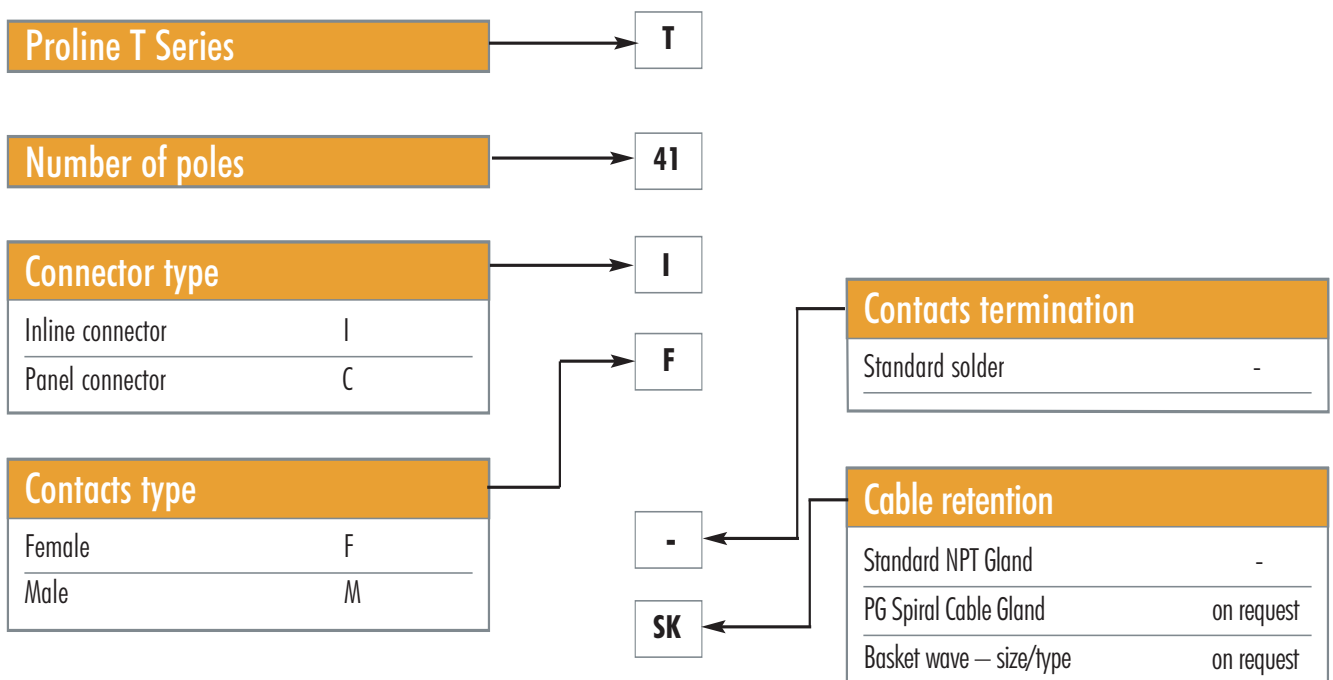 Proline T Series T
Number of poles 41
Connector type I
Inline connector I
Panel connector C
F
Contacts type
Female F
Male M
Contacts termination
Standard solder -
-
Cable retention
Standard NPT Gland -
PG Spiral Cable Gland on request
Basket wave – size/type on request
SK